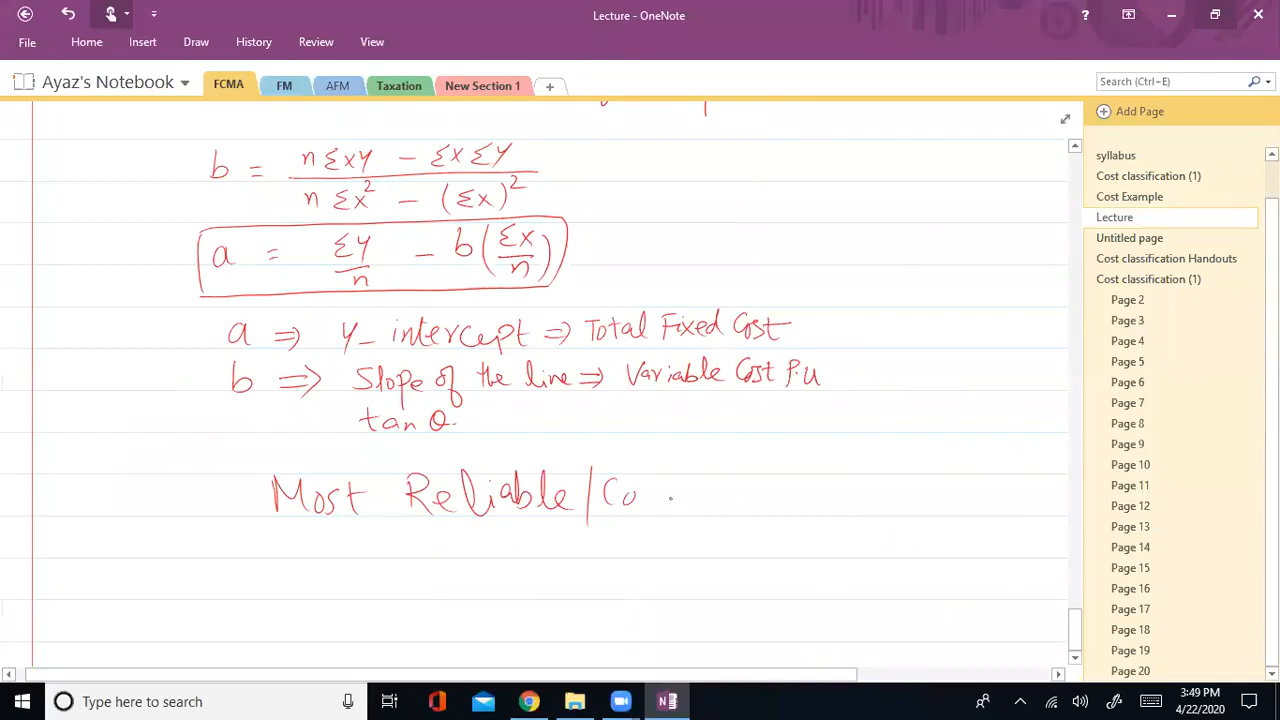 Lecture - OneNote
File Home Insert Draw History Review View
Ayaz's Notebook FCMA FM AFM Taxation New Section 1
Search (Ctrl+E)
Add Page
b = nΣxy - ΣxΣy / nΣx² - (Σx)²
a = Σy/n - b(Σx/n)
a ⇒ y_intercept ⇒ Total Fixed Cost
b ⇒ Slope of the line ⇒ Variable Cost P.u
tan θ.
Most Reliable/Co
syllabus
Cost classification (1)
Cost Example
Lecture
Untitled page
Cost classification Handouts
Cost classification (1)
Page 2
Page 3
Page 4
Page 5
Page 6
Page 7
Page 8
Page 9
Page 10
Page 11
Page 12
Page 13
Page 14
Page 15
Page 16
Page 17
Page 18
Page 19
Page 20
Type here to search
3:49 PM
4/22/2020